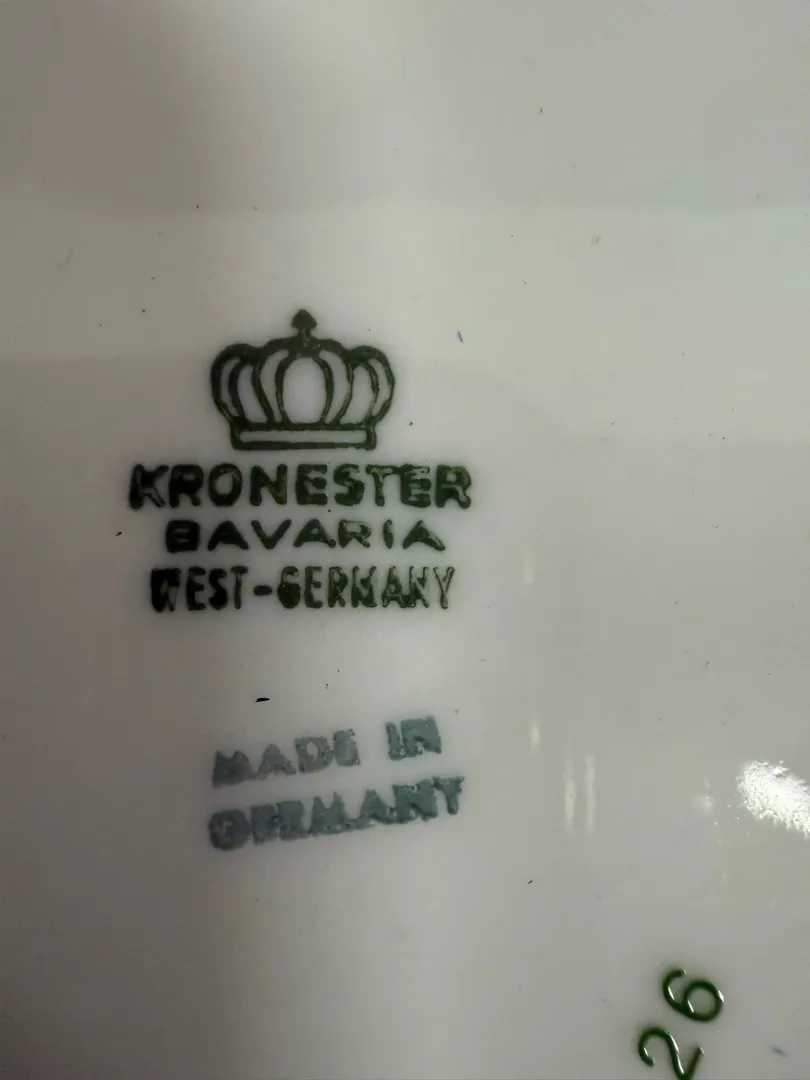 KRONESTER
BAVARIA
WEST-GERMANY
MADE IN
GERMANY
26